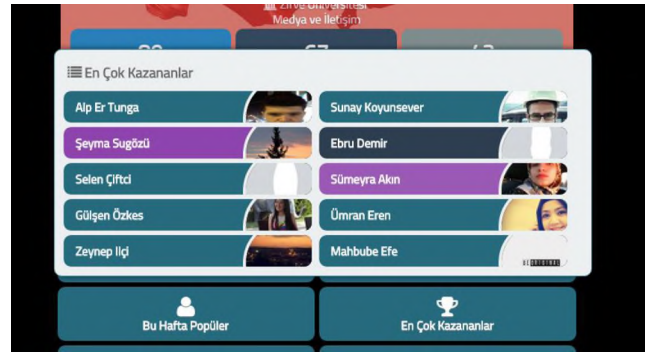 Zirve Üniversitesi
Medya ve İletişim
En Çok Kazananlar
Alp Er Tunga
Sunay Koyunsever
Şeyma Sugözü
Ebru Demir
Selen Çiftci
Sümeyra Akın
Gülşen Özkes
Ümran Eren
Zeynep Ilçi
Mahbube Efe
Bu Hafta Popüler
En Çok Kazananlar